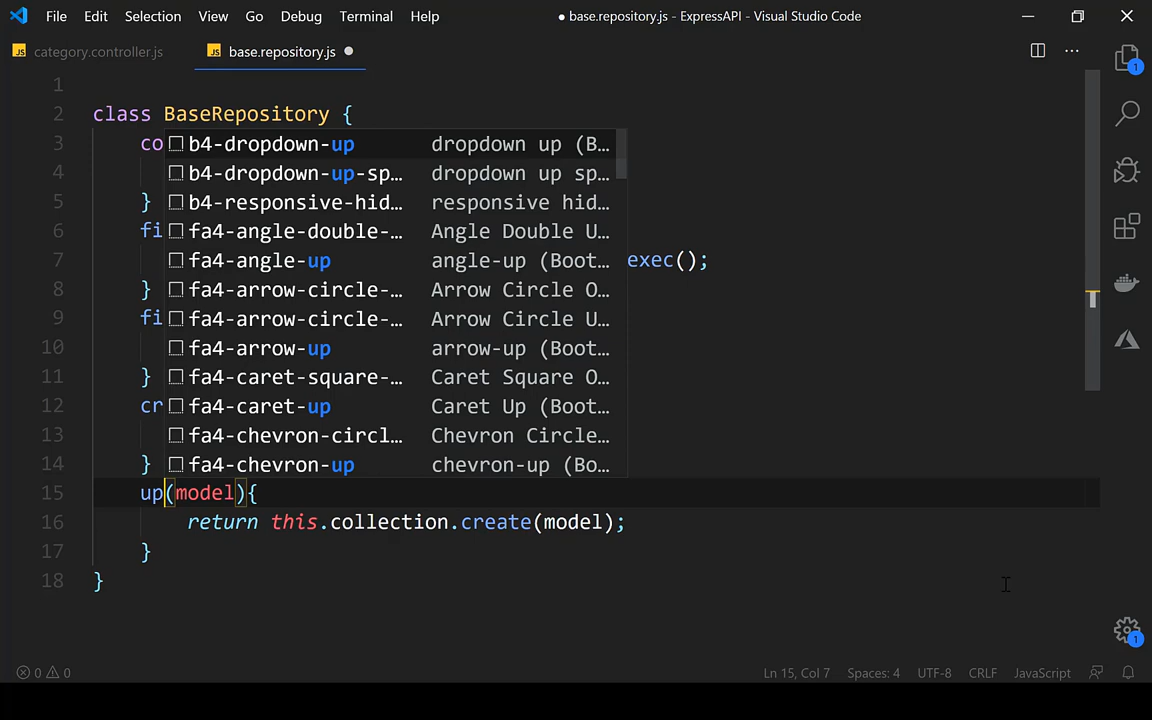 File Edit Selection View Go Debug Terminal Help ● base.repository.js - ExpressAPI - Visual Studio Code
JS category.controller.js JS base.repository.js ●
1
2 class BaseRepository {
3 co b4-dropdown-up dropdown up (B…
4 b4-dropdown-up-sp… dropdown up sp…
5 } b4-responsive-hid… responsive hid…
6 fi fa4-angle-double-… Angle Double U…
7 fa4-angle-up angle-up (Boot… exec();
8 } fa4-arrow-circle-… Arrow Circle O…
9 fi fa4-arrow-circle-… Arrow Circle U…
10 fa4-arrow-up arrow-up (Boot…
11 } fa4-caret-square-… Caret Square O…
12 cr fa4-caret-up Caret Up (Boot…
13 fa4-chevron-circl… Chevron Circle…
14 } fa4-chevron-up chevron-up (Bo…
15 up(model){
16 return this.collection.create(model);
17 }
18 }
0 0 Ln 15, Col 7 Spaces: 4 UTF-8 CRLF JavaScript
1
1